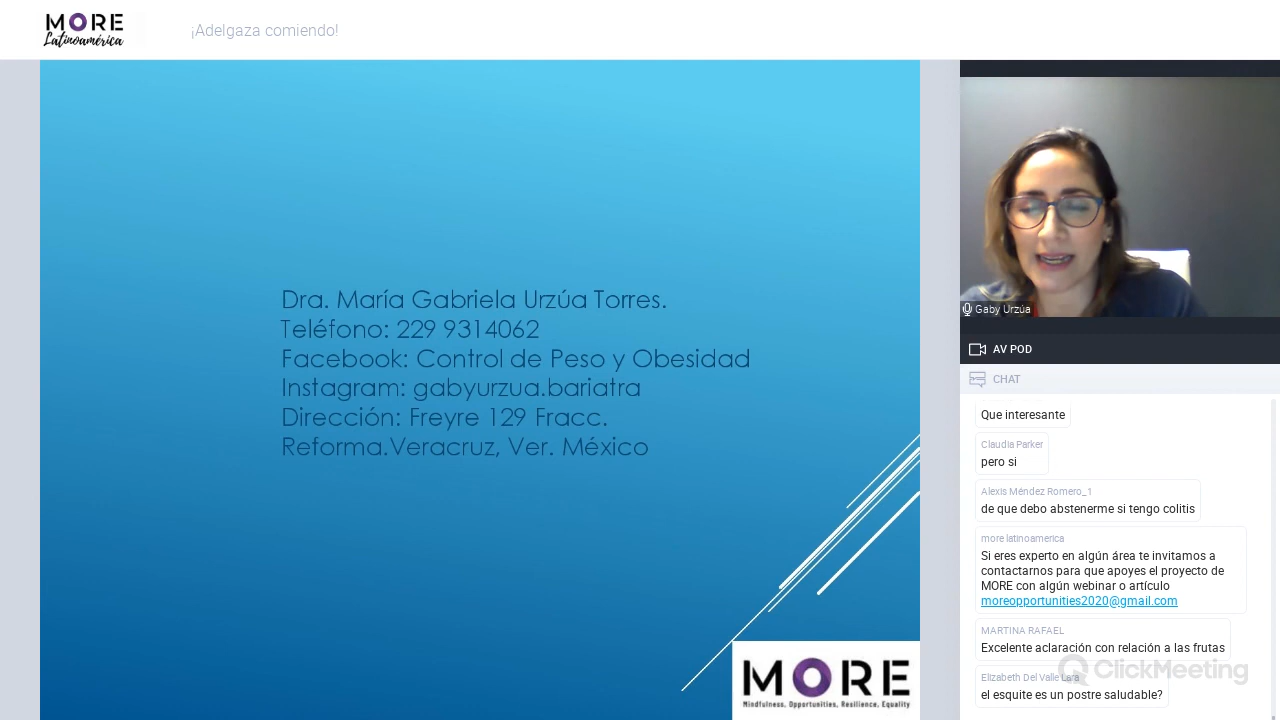 MORE
Latinoamérica
¡Adelgaza comiendo!
Dra. María Gabriela Urzúa Torres.
Teléfono: 229 9314062
Facebook: Control de Peso y Obesidad
Instagram: gabyurzua.bariatra
Dirección: Freyre 129 Fracc.
Reforma.Veracruz, Ver. México
MORE
Mindfulness, Opportunities, Resilience, Equality
Gaby Urzúa
AV POD
CHAT
Que interesante
Claudia Parker
pero si
Alexis Méndez Romero_1
de que debo abstenerme si tengo colitis
more latinoamerica
Si eres experto en algún área te invitamos a
contactarnos para que apoyes el proyecto de
MORE con algún webinar o artículo
moreopportunities2020@gmail.com
MARTINA RAFAEL
Excelente aclaración con relación a las frutas
ClickMeeting
Elizabeth Del Valle Lara
el esquite es un postre saludable?